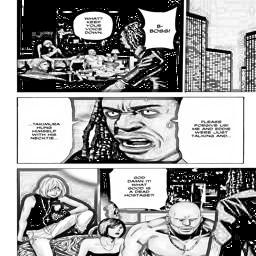 B-
BOSS!
WHAT?
KEEP
YOUR
VOICE
DOWN.
PLEASE
FORGIVE US!
ME AND EDDIE
WERE JUST
TALKING AND...
...TAKIMURA
HUNG
HIMSELF
WITH HIS
NECKTIE.
GOD
DAMN IT!
WHAT
GOOD IS
A DEAD
HOSTAGE?